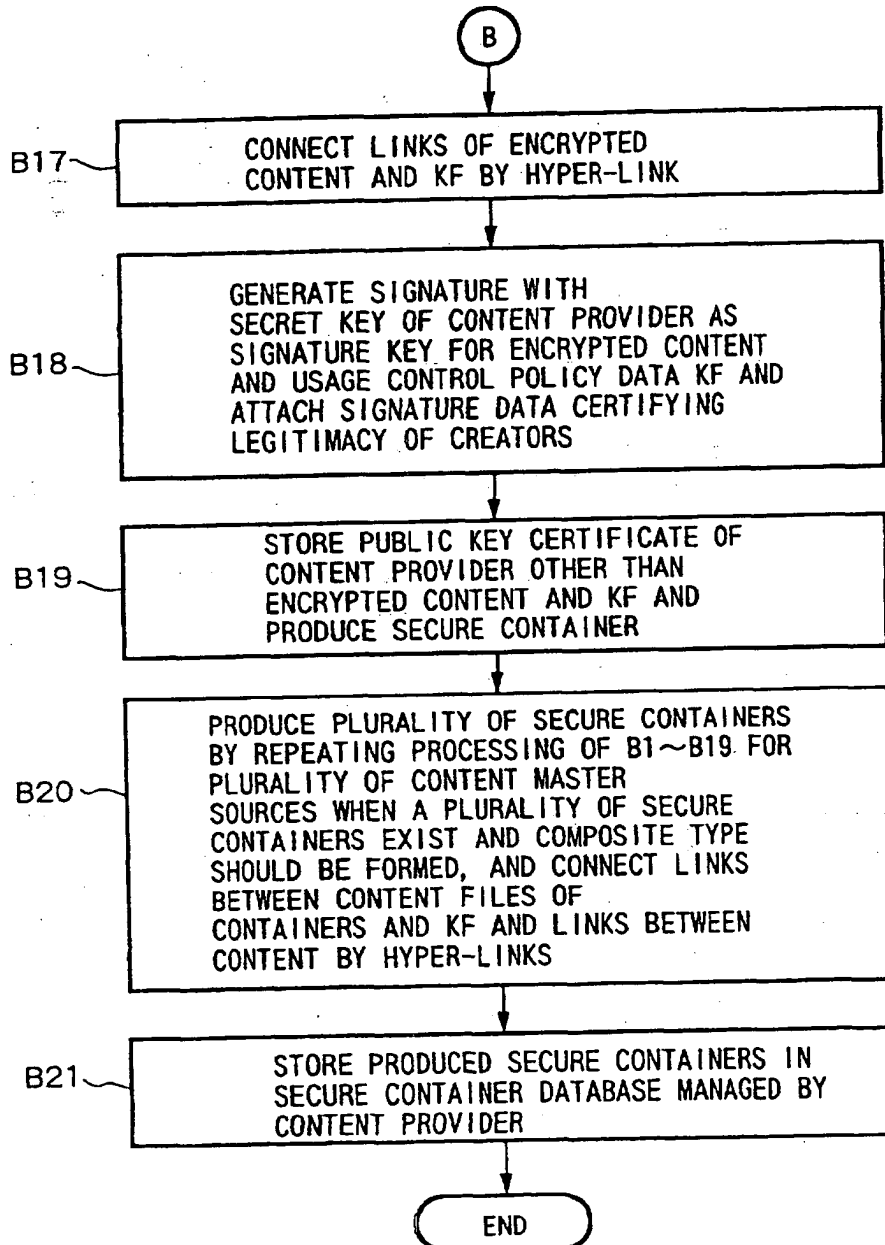 B
B17
CONNECT LINKS OF ENCRYPTED
CONTENT AND KF BY HYPER-LINK
B18
GENERATE SIGNATURE WITH
SECRET KEY OF CONTENT PROVIDER AS
SIGNATURE KEY FOR ENCRYPTED CONTENT
AND USAGE CONTROL POLICY DATA KF AND
ATTACH SIGNATURE DATA CERTIFYING
LEGITIMACY OF CREATORS
B19
STORE PUBLIC KEY CERTIFICATE OF
CONTENT PROVIDER OTHER THAN
ENCRYPTED CONTENT AND KF AND
PRODUCE SECURE CONTAINER
B20
PRODUCE PLURALITY OF SECURE CONTAINERS
BY REPEATING PROCESSING OF B1~B19 FOR
PLURALITY OF CONTENT MASTER
SOURCES WHEN A PLURALITY OF SECURE
CONTAINERS EXIST AND COMPOSITE TYPE
SHOULD BE FORMED, AND CONNECT LINKS
BETWEEN CONTENT FILES OF
CONTAINERS AND KF AND LINKS BETWEEN
CONTENT BY HYPER-LINKS
B21
STORE PRODUCED SECURE CONTAINERS IN
SECURE CONTAINER DATABASE MANAGED BY
CONTENT PROVIDER
END